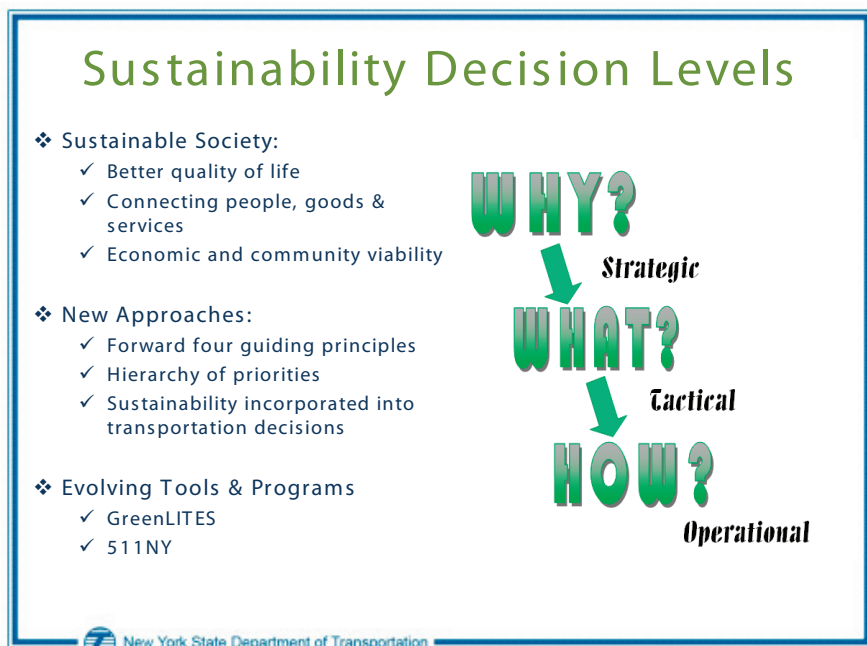 Sustainability Decision Levels
❖ Sustainable Society:
✓ Better quality of life
✓ Connecting people, goods &
services
✓ Economic and community viability
❖ New Approaches:
✓ Forward four guiding principles
✓ Hierarchy of priorities
✓ Sustainability incorporated into
transportation decisions
❖ Evolving Tools & Programs
✓ GreenLITES
✓ 511NY
WHY?
Strategic
WHAT?
Tactical
HOW?
Operational
New York State Department of Transportation